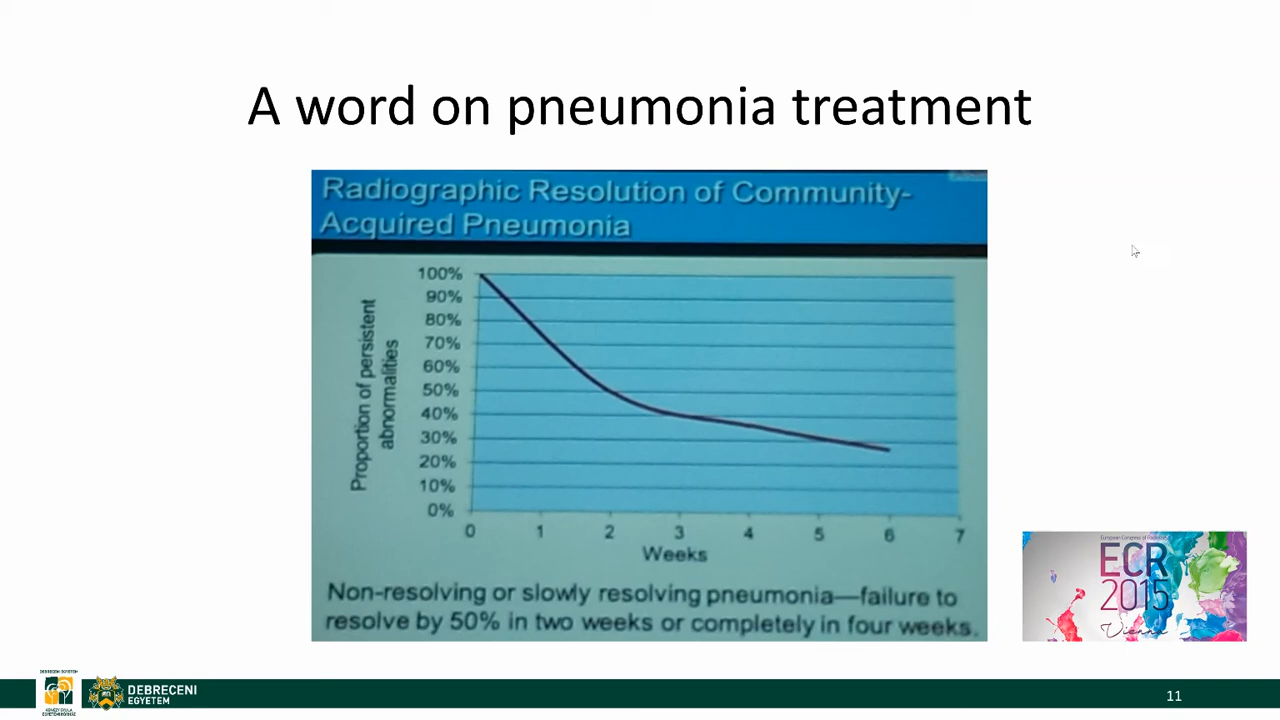 A word on pneumonia treatment
Radiographic Resolution of Community-
Acquired Pneumonia
Proportion of persistent
abnormalities
100%
90%
80%
70%
60%
50%
40%
30%
20%
10%
0%
0 1 2 3 4 5 6 7
Weeks
Non-resolving or slowly resolving pneumonia—failure to
resolve by 50% in two weeks or completely in four weeks.
ECR
2015
Vienna
DEBRECENI
EGYETEM
11